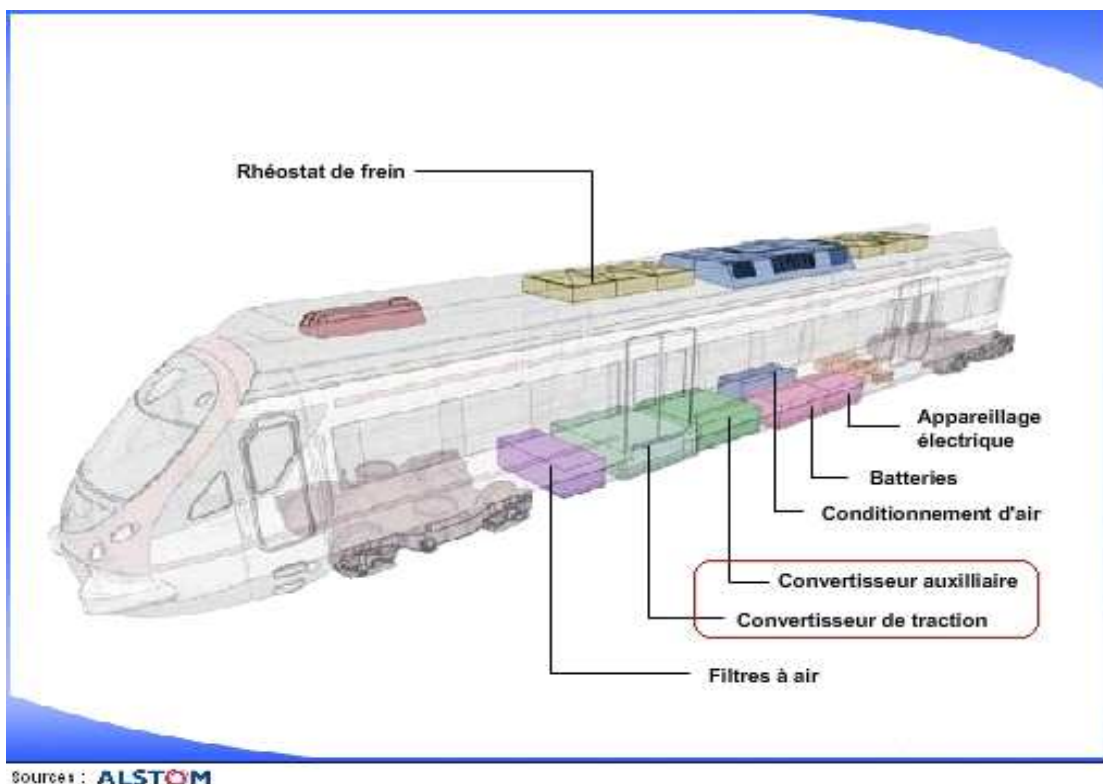 Rhéostat de frein
Appareillage
électrique
Batteries
Conditionnement d'air
Convertisseur auxilliaire
Convertisseur de traction
Filtres à air
Sources : ALSTOM